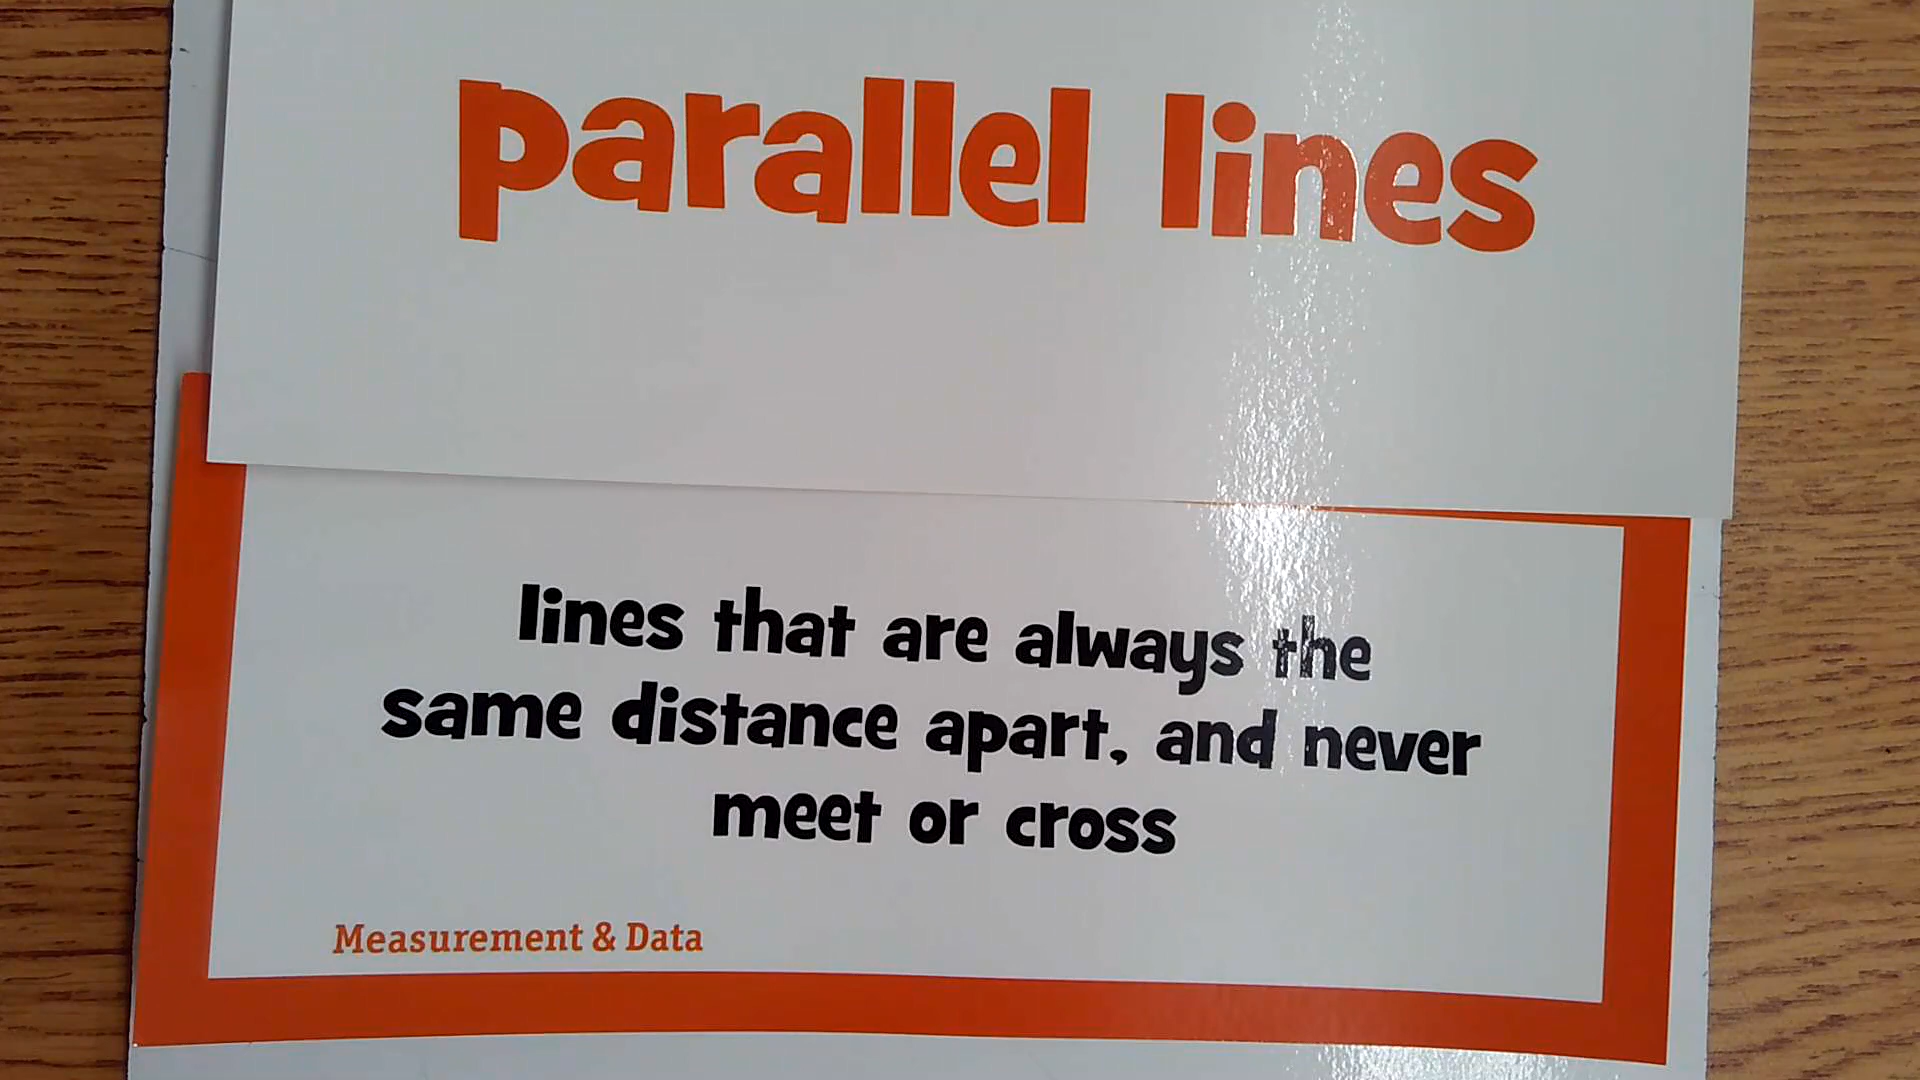 parallel lines
lines that are always the
same distance apart, and never
meet or cross
Measurement & Data